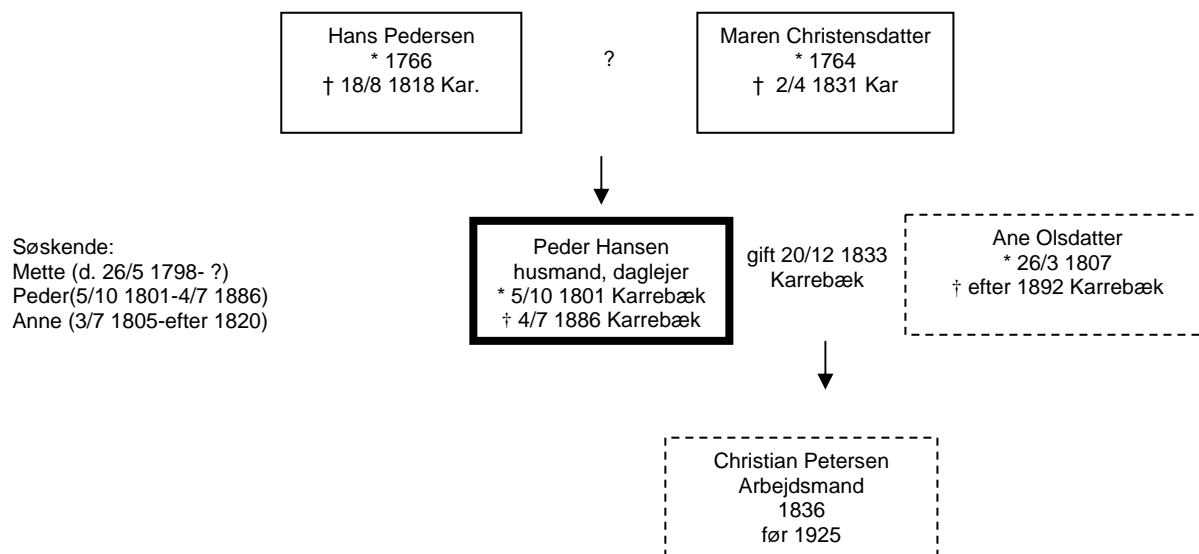 Hans Pedersen
* 1766
† 18/8 1818 Kar.
?
Maren Christensdatter
* 1764
† 2/4 1831 Kar
Søskende:
Mette (d. 26/5 1798- ?)
Peder(5/10 1801-4/7 1886)
Anne (3/7 1805-efter 1820)
Peder Hansen
husmand, daglejer
* 5/10 1801 Karrebæk
† 4/7 1886 Karrebæk
gift 20/12 1833
Karrebæk
Ane Olsdatter
* 26/3 1807
† efter 1892 Karrebæk
Christian Petersen
Arbejdsmand
1836
før 1925